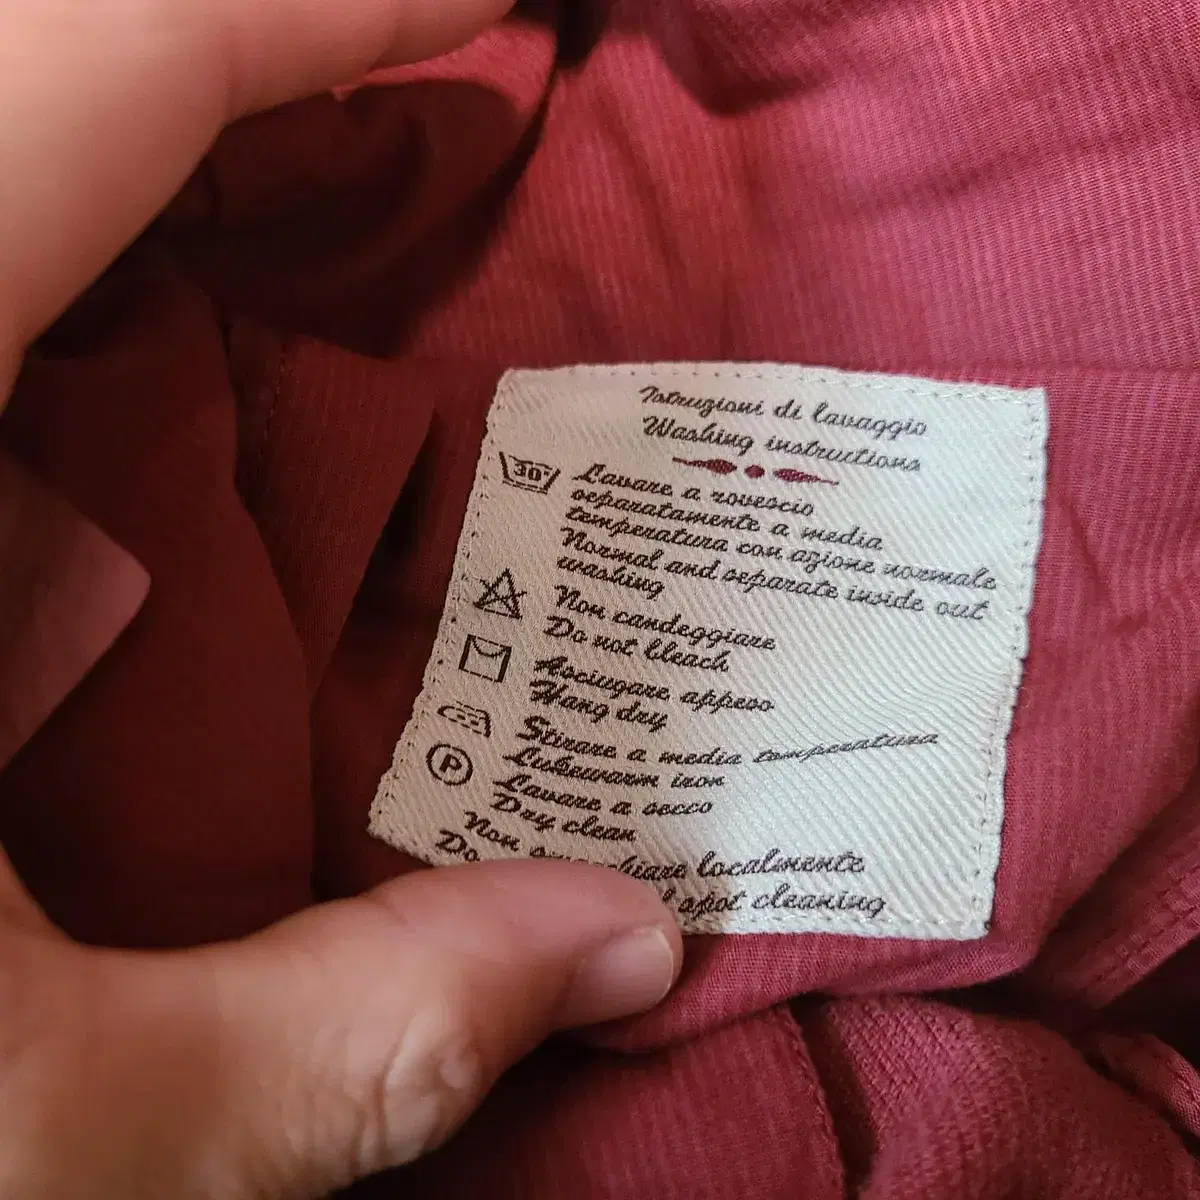 Istruzioni di lavaggio
Washing instructions
30° Lavare a rovescio
separatamente a media
temperatura con azione normale
Normal and separate inside out
washing
Non candeggiare
Do not bleach
Asciugare appeso
Hang dry
Stirare a media temperatura
Lukewarm iron
P Lavare a secco
Dry clean
Non localmente
Do spot cleaning